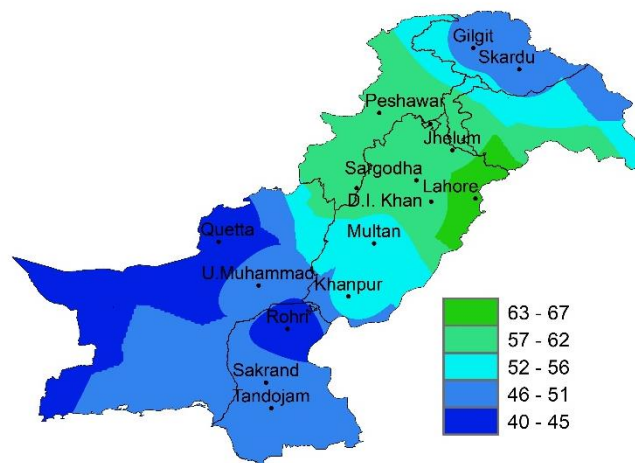 Gilgit
Skardu
Peshawar
Jhelum
Sargodha
Lahore
D.I. Khan
Quetta
Multan
U.Muhammad
Khanpur
Rohri
Sakrand
Tandojam
63 - 67
57 - 62
52 - 56
46 - 51
40 - 45